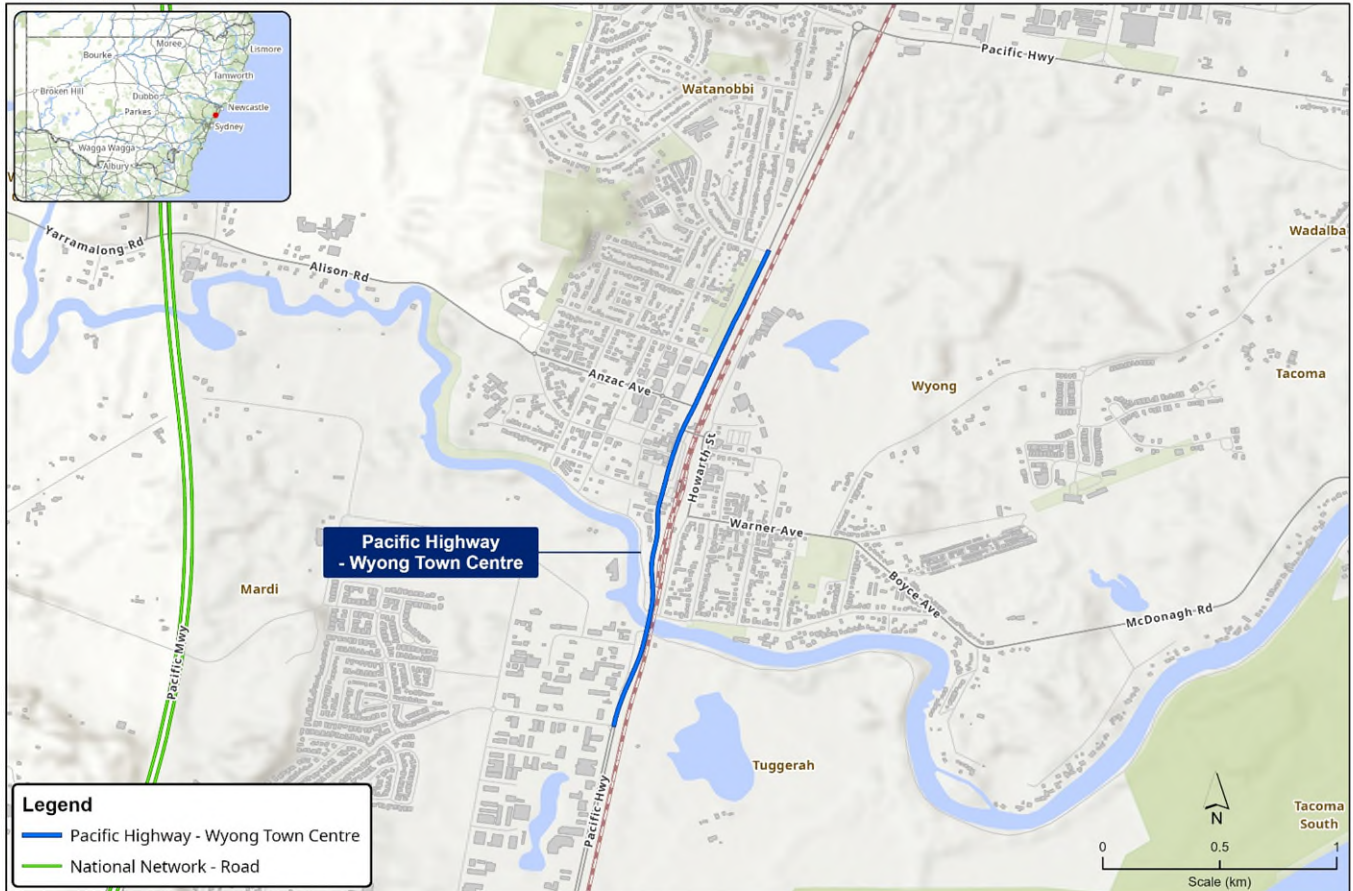 Moree
Lismore
Bourke
Tamworth
Broken Hill
Dubbo
Newcastle
Parkes
Sydney
Wagga Wagga
Albury
Pacific Hwy
Watanobbi
Yarramalong Rd
Alison Rd
Wadalba
Anzac Ave
Wyong
Tacoma
Howarth St
Warner Ave
Pacific Highway
- Wyong Town Centre
Mardi
Boyce Ave
McDonagh Rd
Pacific Mwy
Tuggerah
Pacific Hwy
Tacoma
South
N
0 0.5 1
Scale (km)
Legend
Pacific Highway - Wyong Town Centre
National Network - Road